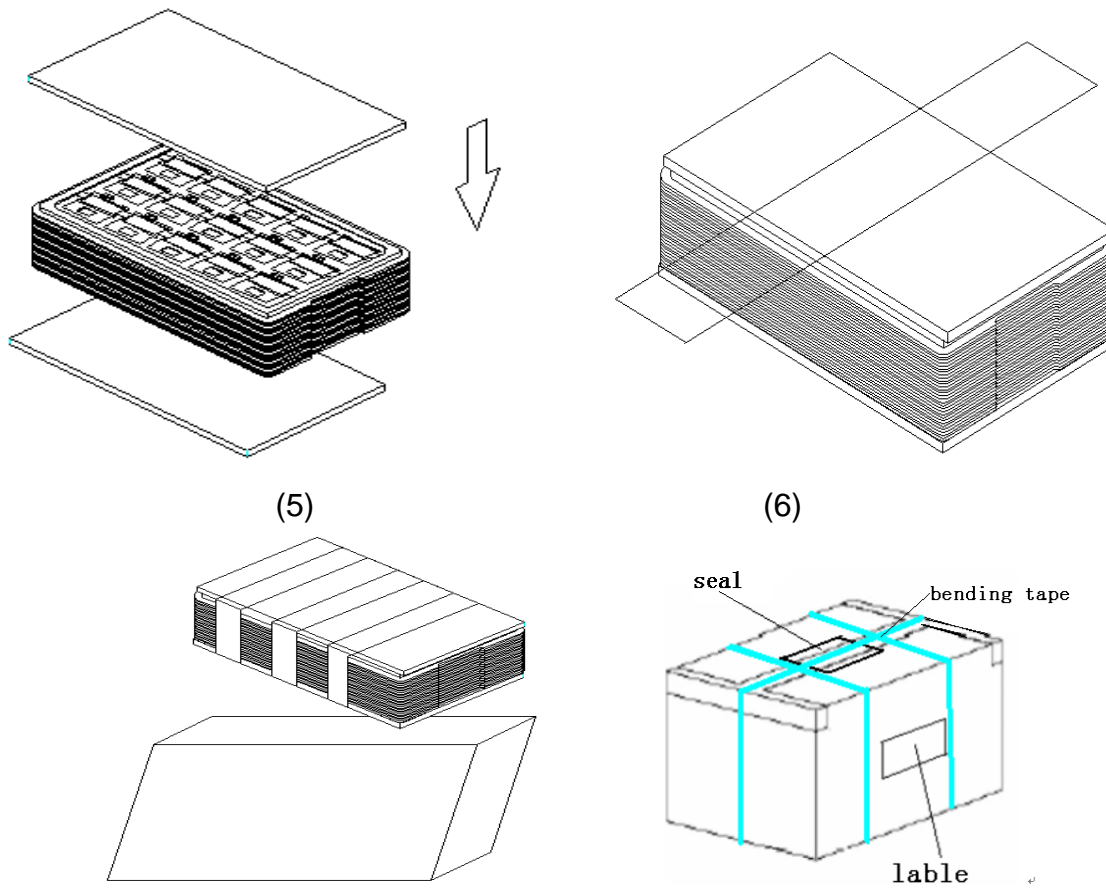 (5)
(6)
seal
bending tape
lable